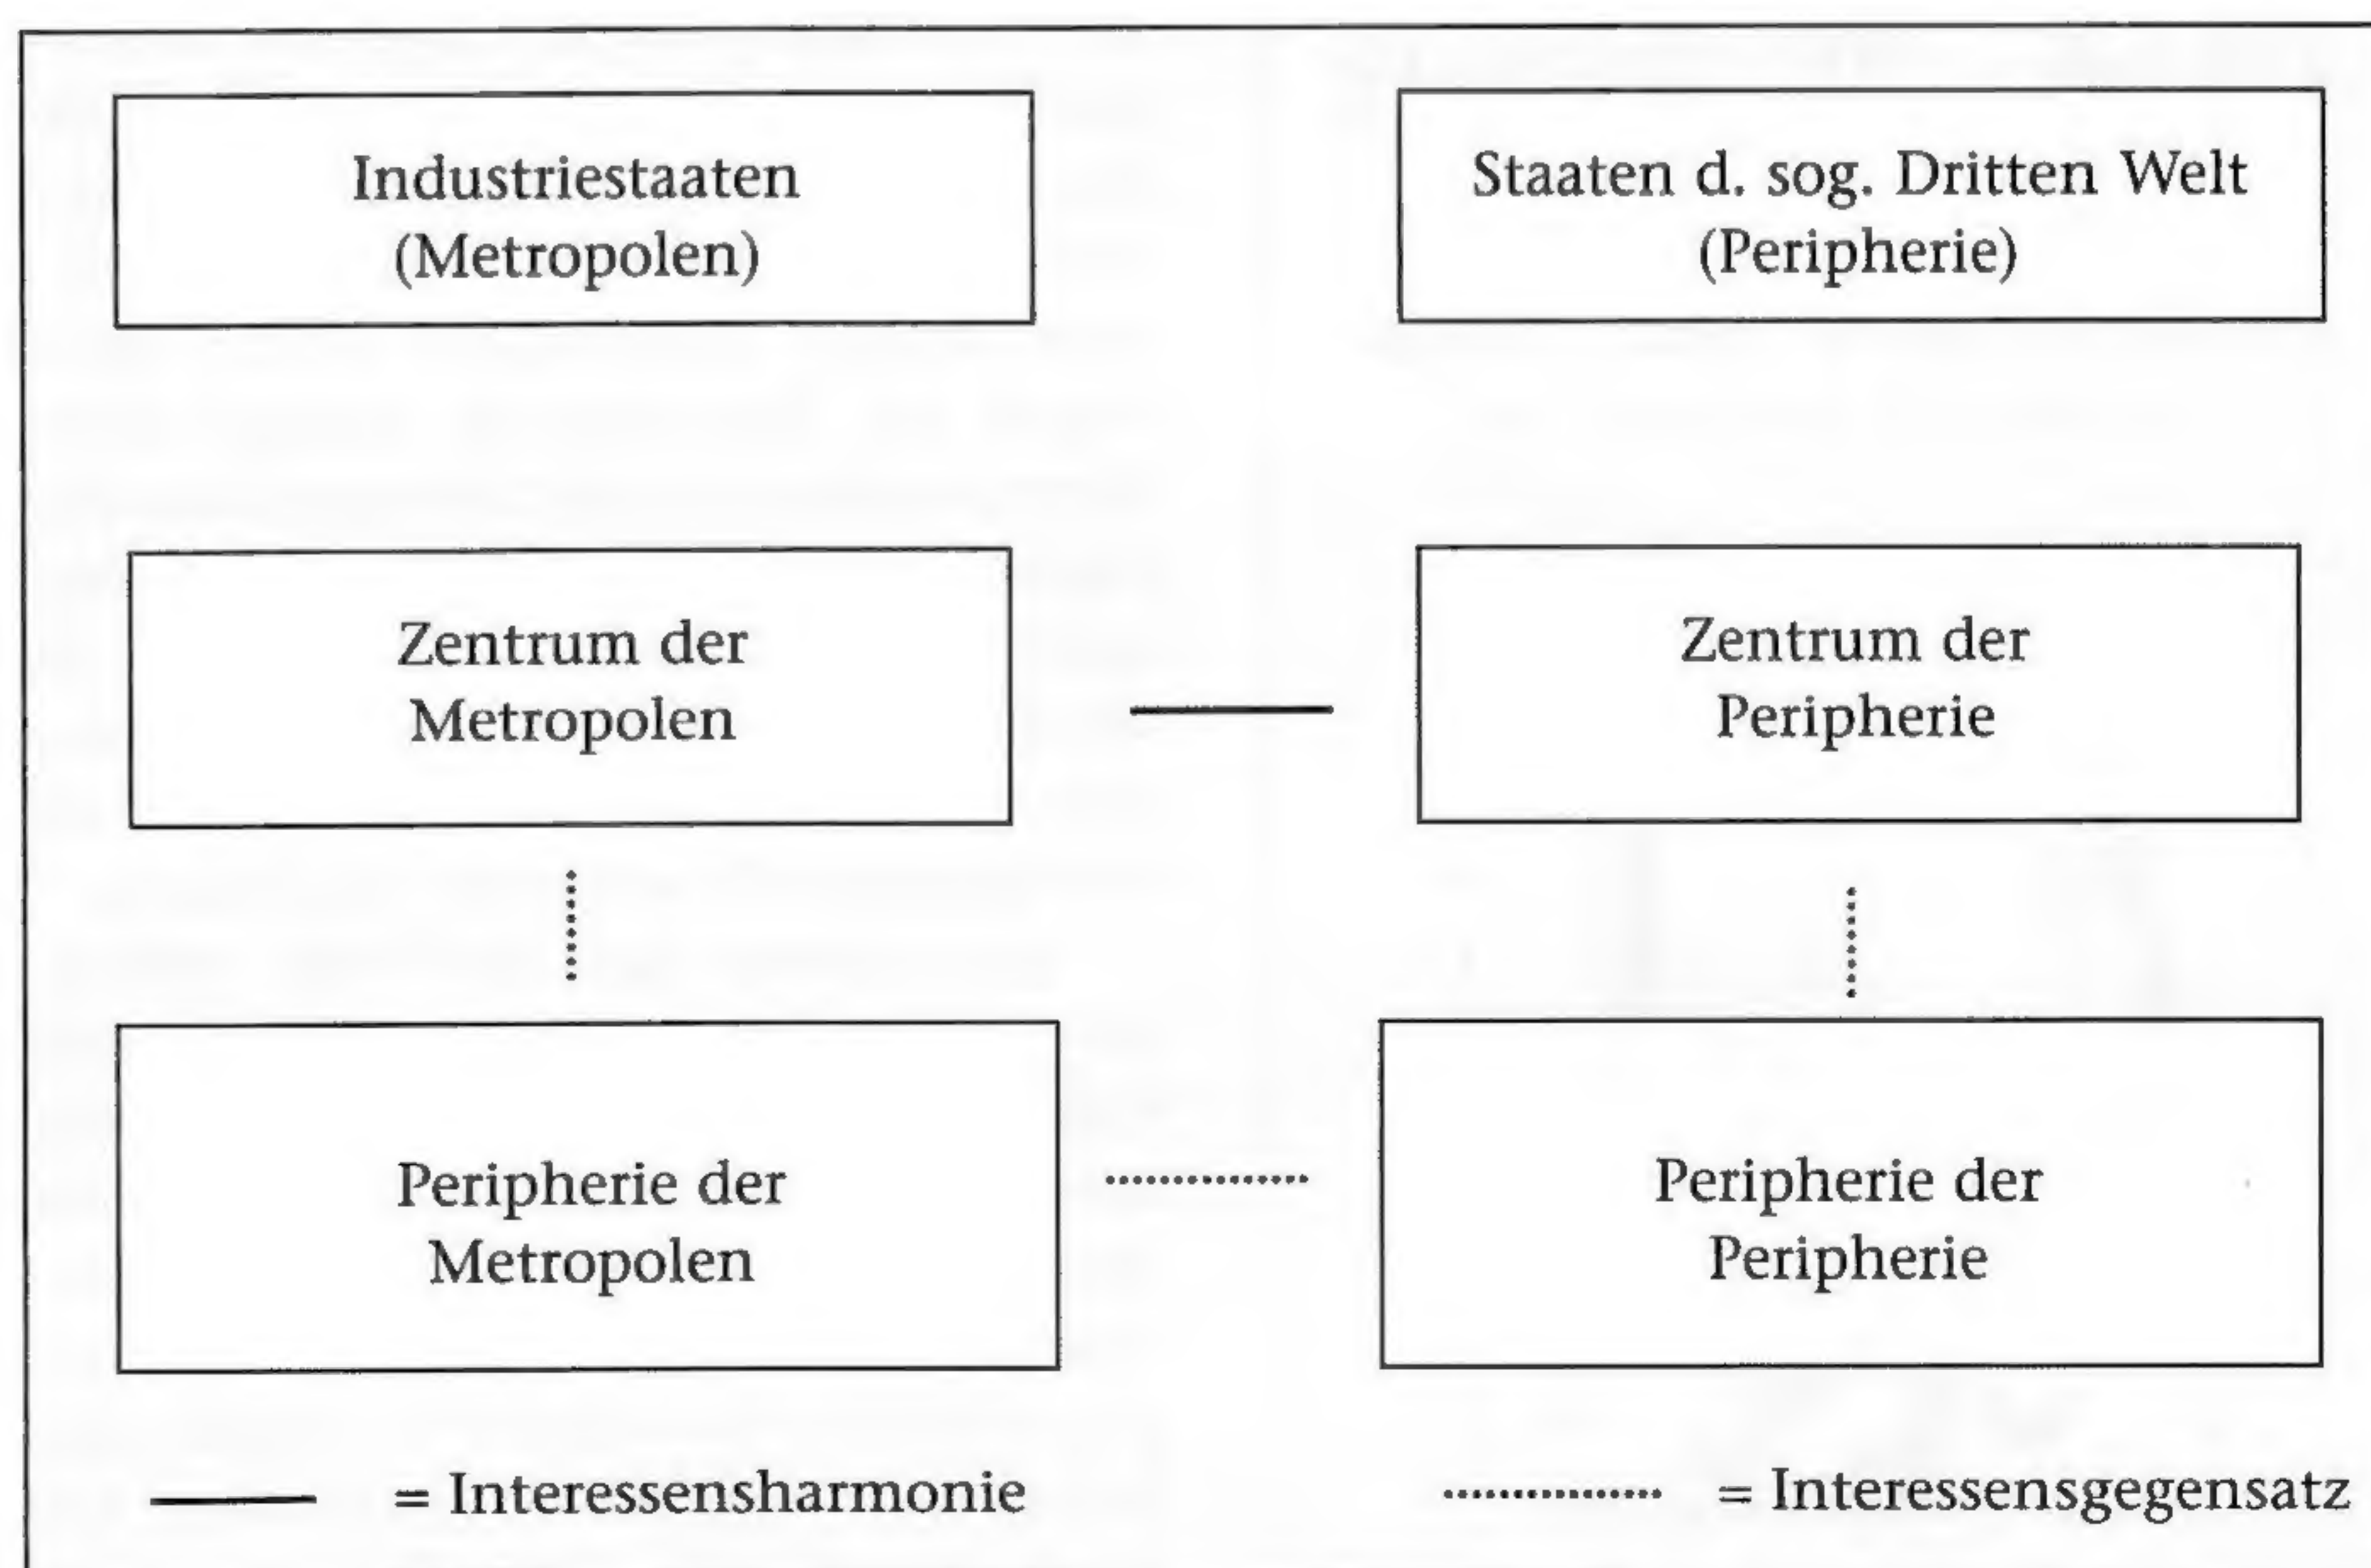 Industriestaaten
(Metropolen)
Staaten d. sog. Dritten Welt
(Peripherie)
Zentrum der
Metropolen
Zentrum der
Peripherie
Peripherie der
Metropolen
Peripherie der
Peripherie
= Interessensharmonie
= Interessensgegensatz